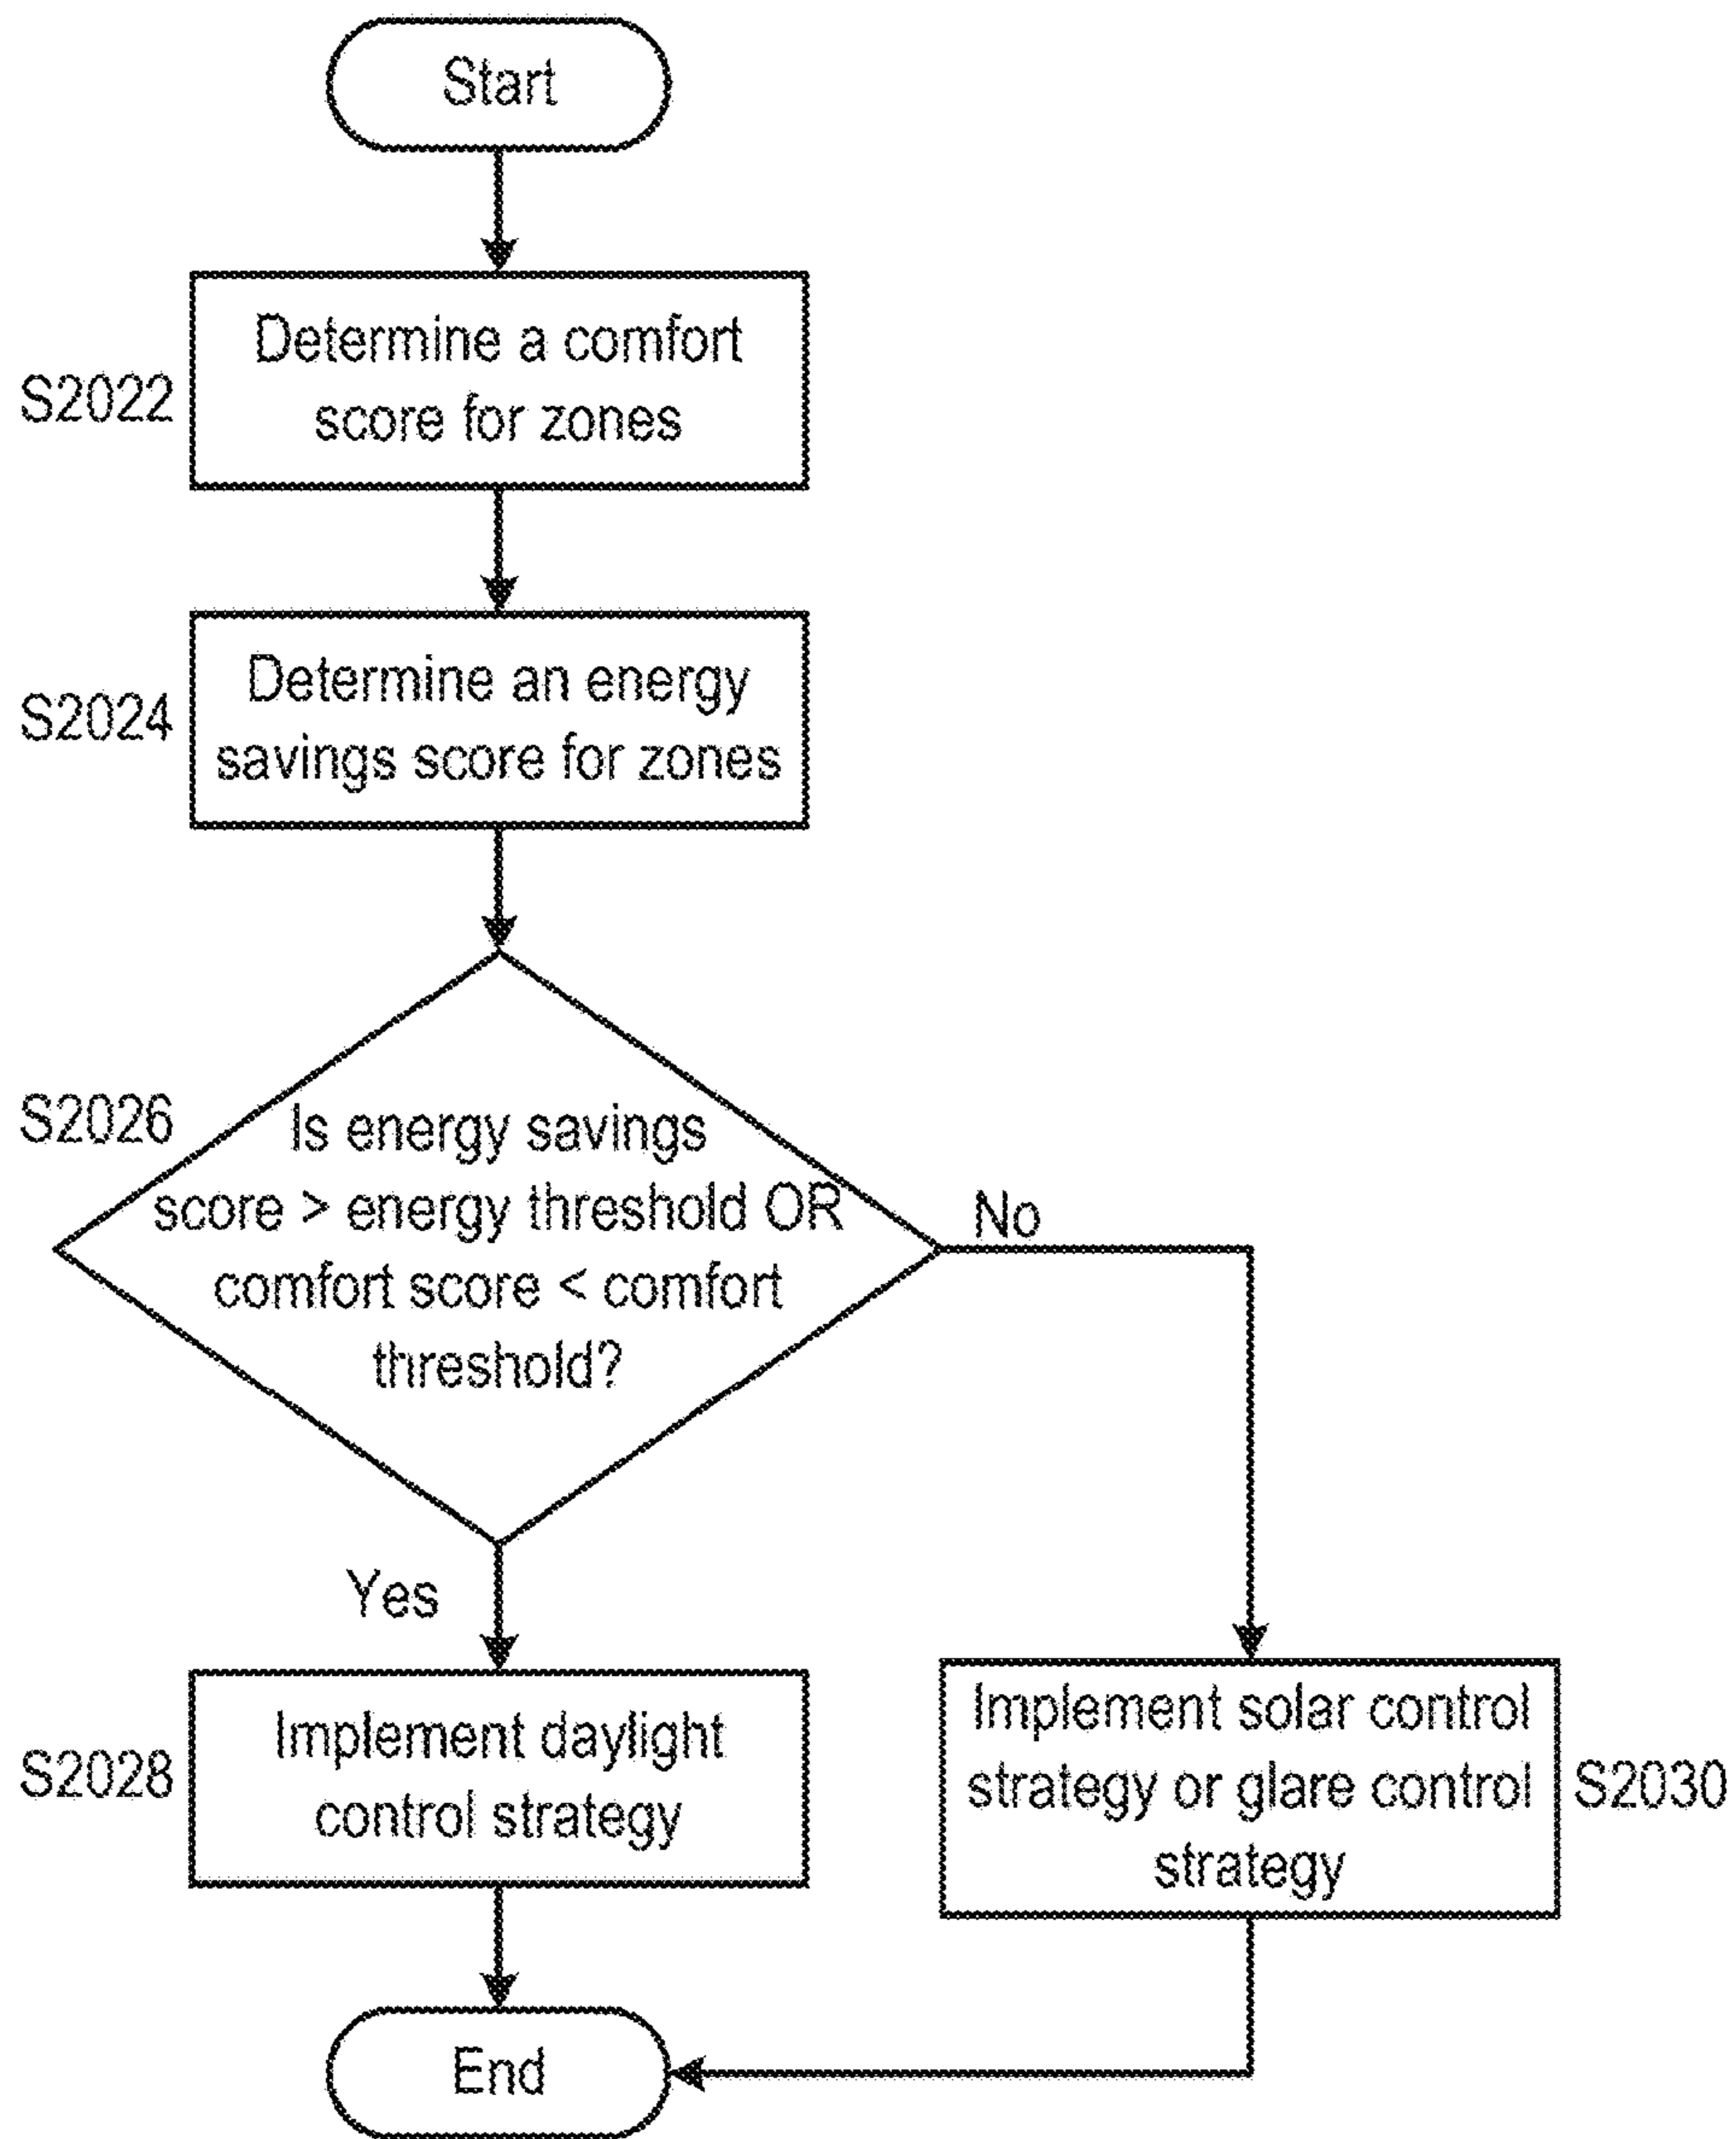 Start
S2022
Determine a comfort
score for zones
S2024
Determine an energy
savings score for zones
S2026
Is energy savings
score > energy threshold OR
comfort score < comfort
threshold?
No
Yes
S2028
Implement daylight
control strategy
Implement solar control
strategy or glare control
strategy
S2030
End